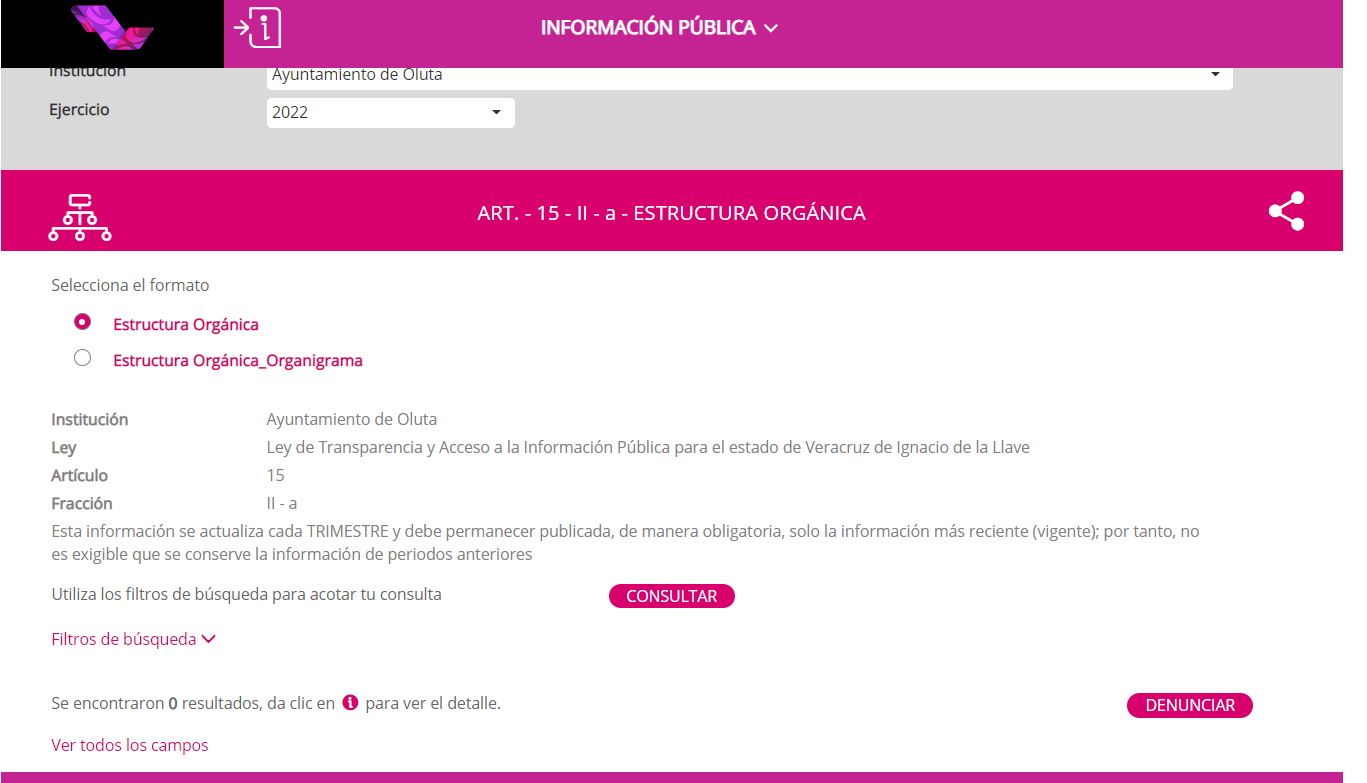 INFORMACIÓN PÚBLICA
Institución Ayuntamiento de Oluta
Ejercicio 2022
ART. - 15 - II - a - ESTRUCTURA ORGÁNICA
Selecciona el formato
Estructura Orgánica
Estructura Orgánica_Organigrama
Institución Ayuntamiento de Oluta
Ley Ley de Transparencia y Acceso a la Información Pública para el estado de Veracruz de Ignacio de la Llave
Artículo 15
Fracción II - a
Esta información se actualiza cada TRIMESTRE y debe permanecer publicada, de manera obligatoria, solo la información más reciente (vigente); por tanto, no
es exigible que se conserve la información de periodos anteriores
Utiliza los filtros de búsqueda para acotar tu consulta CONSULTAR
Filtros de búsqueda
Se encontraron 0 resultados, da clic en i para ver el detalle. DENUNCIAR
Ver todos los campos